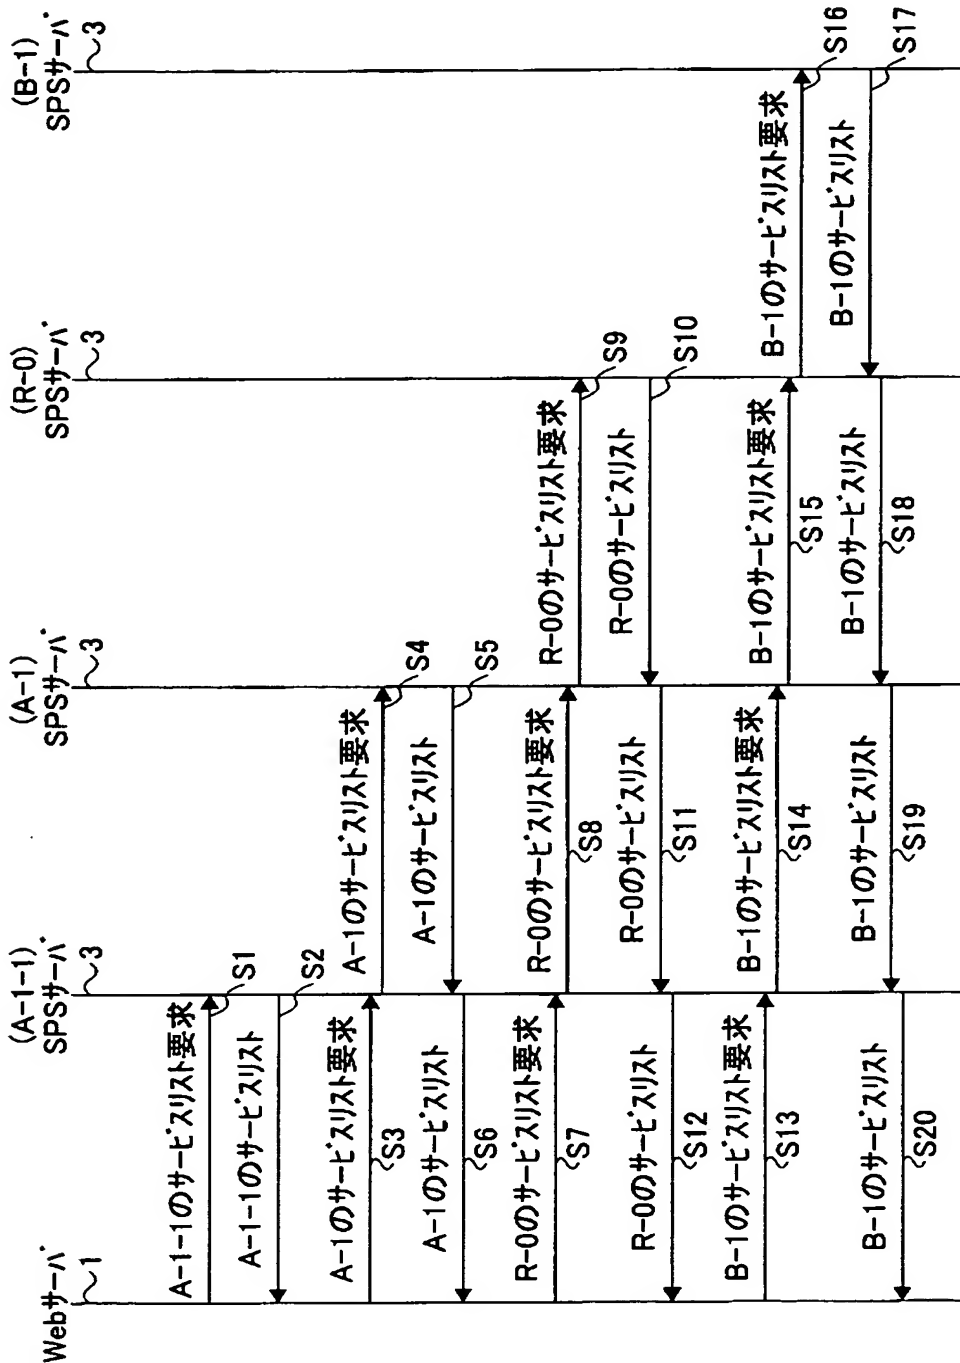 Webサーバ
1
(A-1-1)
SPSサーバ
3
(A-1)
SPSサーバ
3
(R-0)
SPSサーバ
3
(B-1)
SPSサーバ
3
A-1-1のサービスリスト要求
S1
A-1-1のサービスリスト
S2
A-1のサービスリスト要求
S3
A-1のサービスリスト要求
S4
A-1のサービスリスト
S5
A-1のサービスリスト
S6
R-0のサービスリスト要求
S7
R-0のサービスリスト要求
S8
R-0のサービスリスト要求
S9
R-0のサービスリスト
S10
R-0のサービスリスト
S11
R-0のサービスリスト
S12
B-1のサービスリスト要求
S13
B-1のサービスリスト要求
S14
B-1のサービスリスト要求
S15
B-1のサービスリスト要求
S16
B-1のサービスリスト
S17
B-1のサービスリスト
S18
B-1のサービスリスト
S19
B-1のサービスリスト
S20